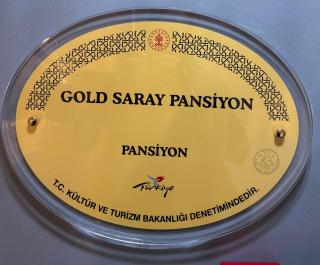 GOLD SARAY PANSİYON
PANSİYON
Türkiye
T.C. KÜLTÜR VE TURİZM BAKANLIĞI DENETİMİNDEDİR.